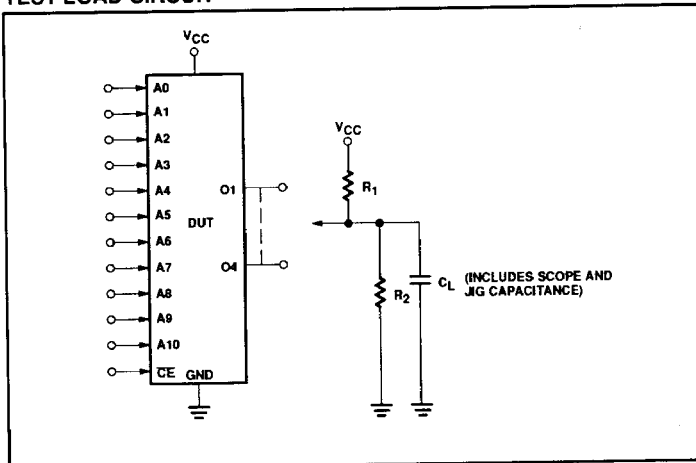 TEST LOAD CIRCUIT
VCC
A0
A1
A2
A3
A4
A5
A6
A7
A8
A9
A10
CE GND
O1
DUT
O4
VCC
R1
R2
CL (INCLUDES SCOPE AND
JIG CAPACITANCE)